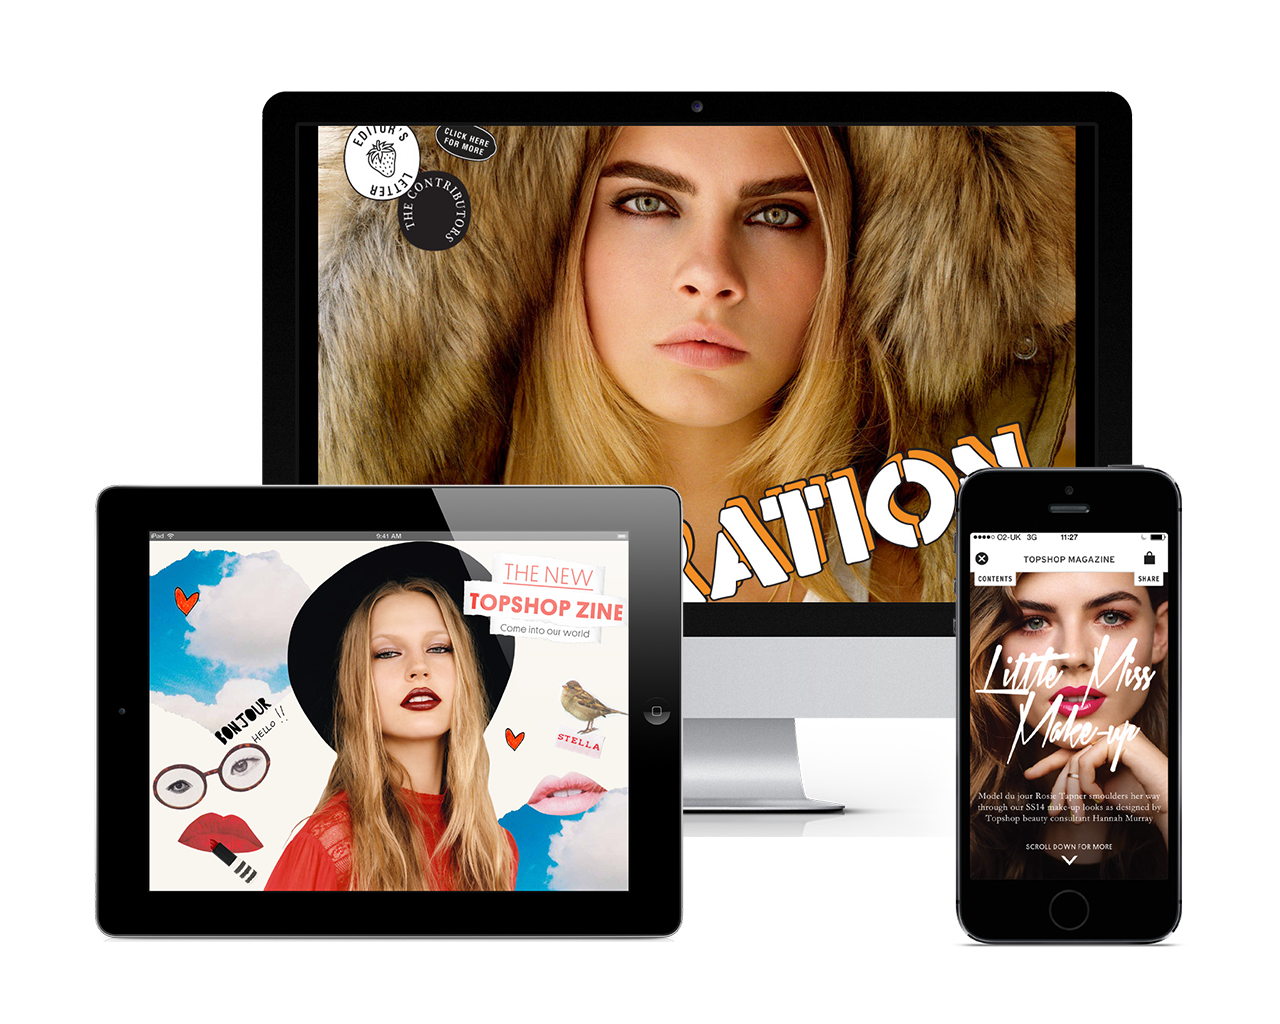 EDITOR'S
LETTER
CLICK HERE
FOR MORE
THE CONTRIBUTORS
RATION
iPad
9:41 AM
THE NEW
TOPSHOP ZINE
Come into our world
BONJOUR
HELLO !!
STELLA
O2-UK 3G 11:27
TOPSHOP MAGAZINE
CONTENTS
SHARE
Little Miss
Make-up
Model du jour Rosie Tapner smoulders her way
through our SS14 make-up looks as designed by
Topshop beauty consultant Hannah Murray
SCROLL DOWN FOR MORE